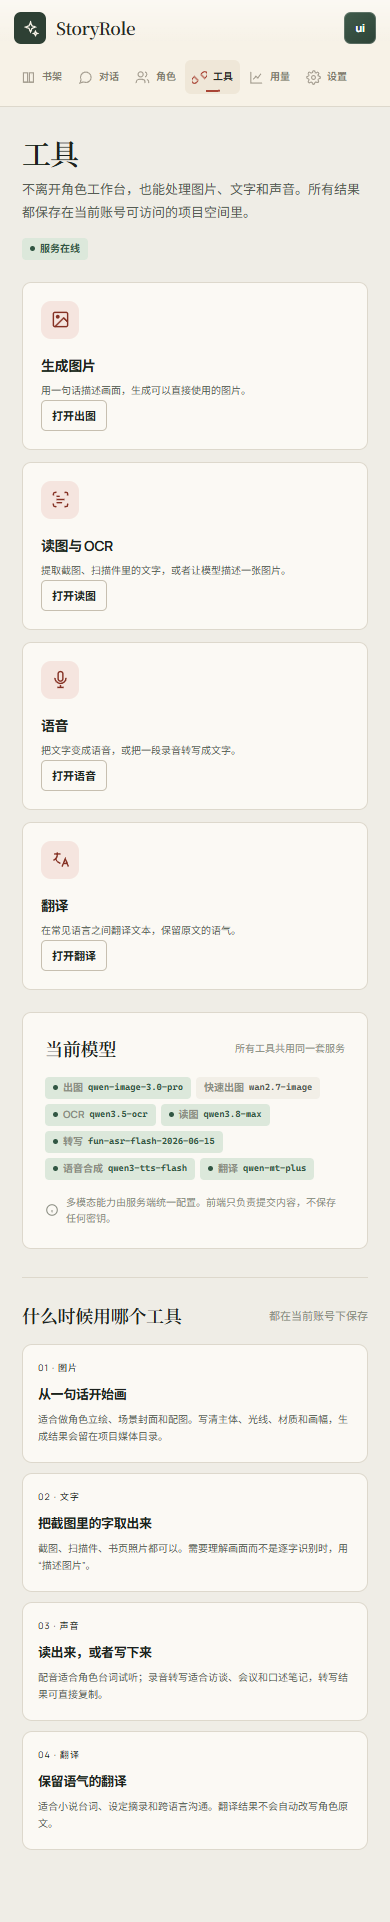 StoryRole
ui
书架 对话 角色 工具 用量 设置
工具
不离开角色工作台，也能处理图片、文字和声音。所有结果
都保存在当前账号可访问的项目空间里。
服务在线
生成图片
用一句话描述画面，生成可以直接使用的图片。
打开出图
读图与 OCR
提取截图、扫描件里的文字，或者让模型描述一张图片。
打开读图
语音
把文字变成语音，或把一段录音转写成文字。
打开语音
翻译
在常见语言之间翻译文本，保留原文的语气。
打开翻译
当前模型
所有工具共用同一套服务
出图 qwen-image-3.0-pro 快速出图 wan2.7-image
OCR qwen3.5-ocr 读图 qwen3.8-max
转写 fun-asr-flash-2026-06-15
语音合成 qwen3-tts-flash 翻译 qwen-mt-plus
多模态能力由服务端统一配置。前端只负责提交内容，不保存
任何密钥。
什么时候用哪个工具
都在当前账号下保存
01 · 图片
从一句话开始画
适合做角色立绘、场景封面和配图。写清主体、光线、材质和画幅，生
成结果会留在项目媒体目录。
02 · 文字
把截图里的字取出来
截图、扫描件、书页照片都可以。需要理解画面而不是逐字识别时，用
“描述图片”。
03 · 声音
读出来，或者写下来
配音适合角色台词试听；录音转写适合访谈、会议和口述笔记，转写结
果可直接复制。
04 · 翻译
保留语气的翻译
适合小说台词、设定摘录和跨语言沟通。翻译结果不会自动改写角色原
文。